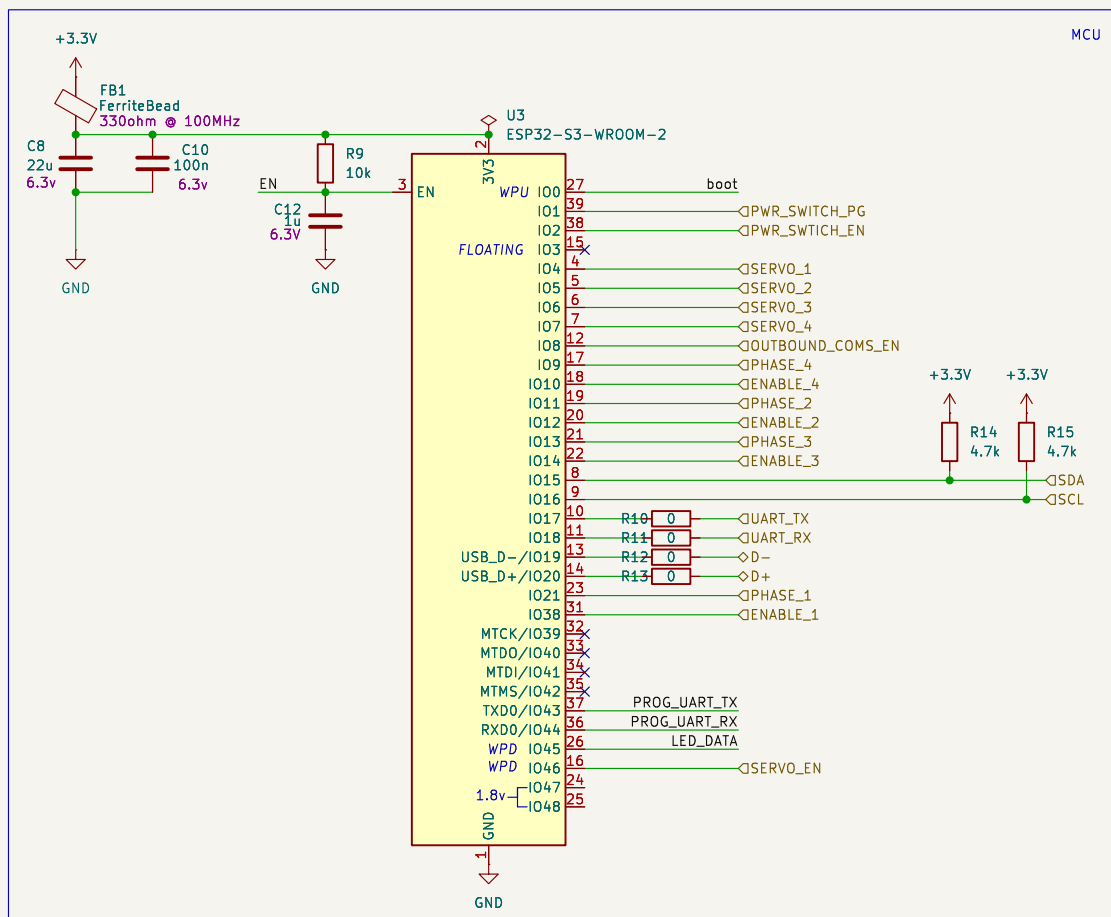 MCU
+3.3V
FB1
FerriteBead
330ohm @ 100MHz
C8
22u
6.3v
C10
100n
6.3v
GND
R9
10k
EN
C12
1u
6.3V
GND
U3
ESP32-S3-WROOM-2
2
3V3
3
EN
WPU IO0 27 boot
IO1 39 PWR_SWITCH_PG
IO2 38 PWR_SWTICH_EN
FLOATING IO3 15
IO4 4 SERVO_1
IO5 5 SERVO_2
IO6 6 SERVO_3
IO7 7 SERVO_4
IO8 12 OUTBOUND_COMS_EN
IO9 17 PHASE_4
IO10 18 ENABLE_4
IO11 19 PHASE_2
IO12 20 ENABLE_2
IO13 21 PHASE_3
IO14 22 ENABLE_3
IO15 8 SDA
IO16 9 SCL
IO17 10 R10 0 UART_TX
IO18 11 R11 0 UART_RX
USB_D-/IO19 13 R12 0 D-
USB_D+/IO20 14 R13 0 D+
IO21 23 PHASE_1
IO38 31 ENABLE_1
MTCK/IO39 32
MTDO/IO40 33
MTDI/IO41 34
MTMS/IO42 35
TXD0/IO43 37 PROG_UART_TX
RXD0/IO44 36 PROG_UART_RX
WPD IO45 26 LED_DATA
WPD IO46 16 SERVO_EN
1.8v
IO47 24
IO48 25
GND
1
GND
+3.3V
R14
4.7k
+3.3V
R15
4.7k